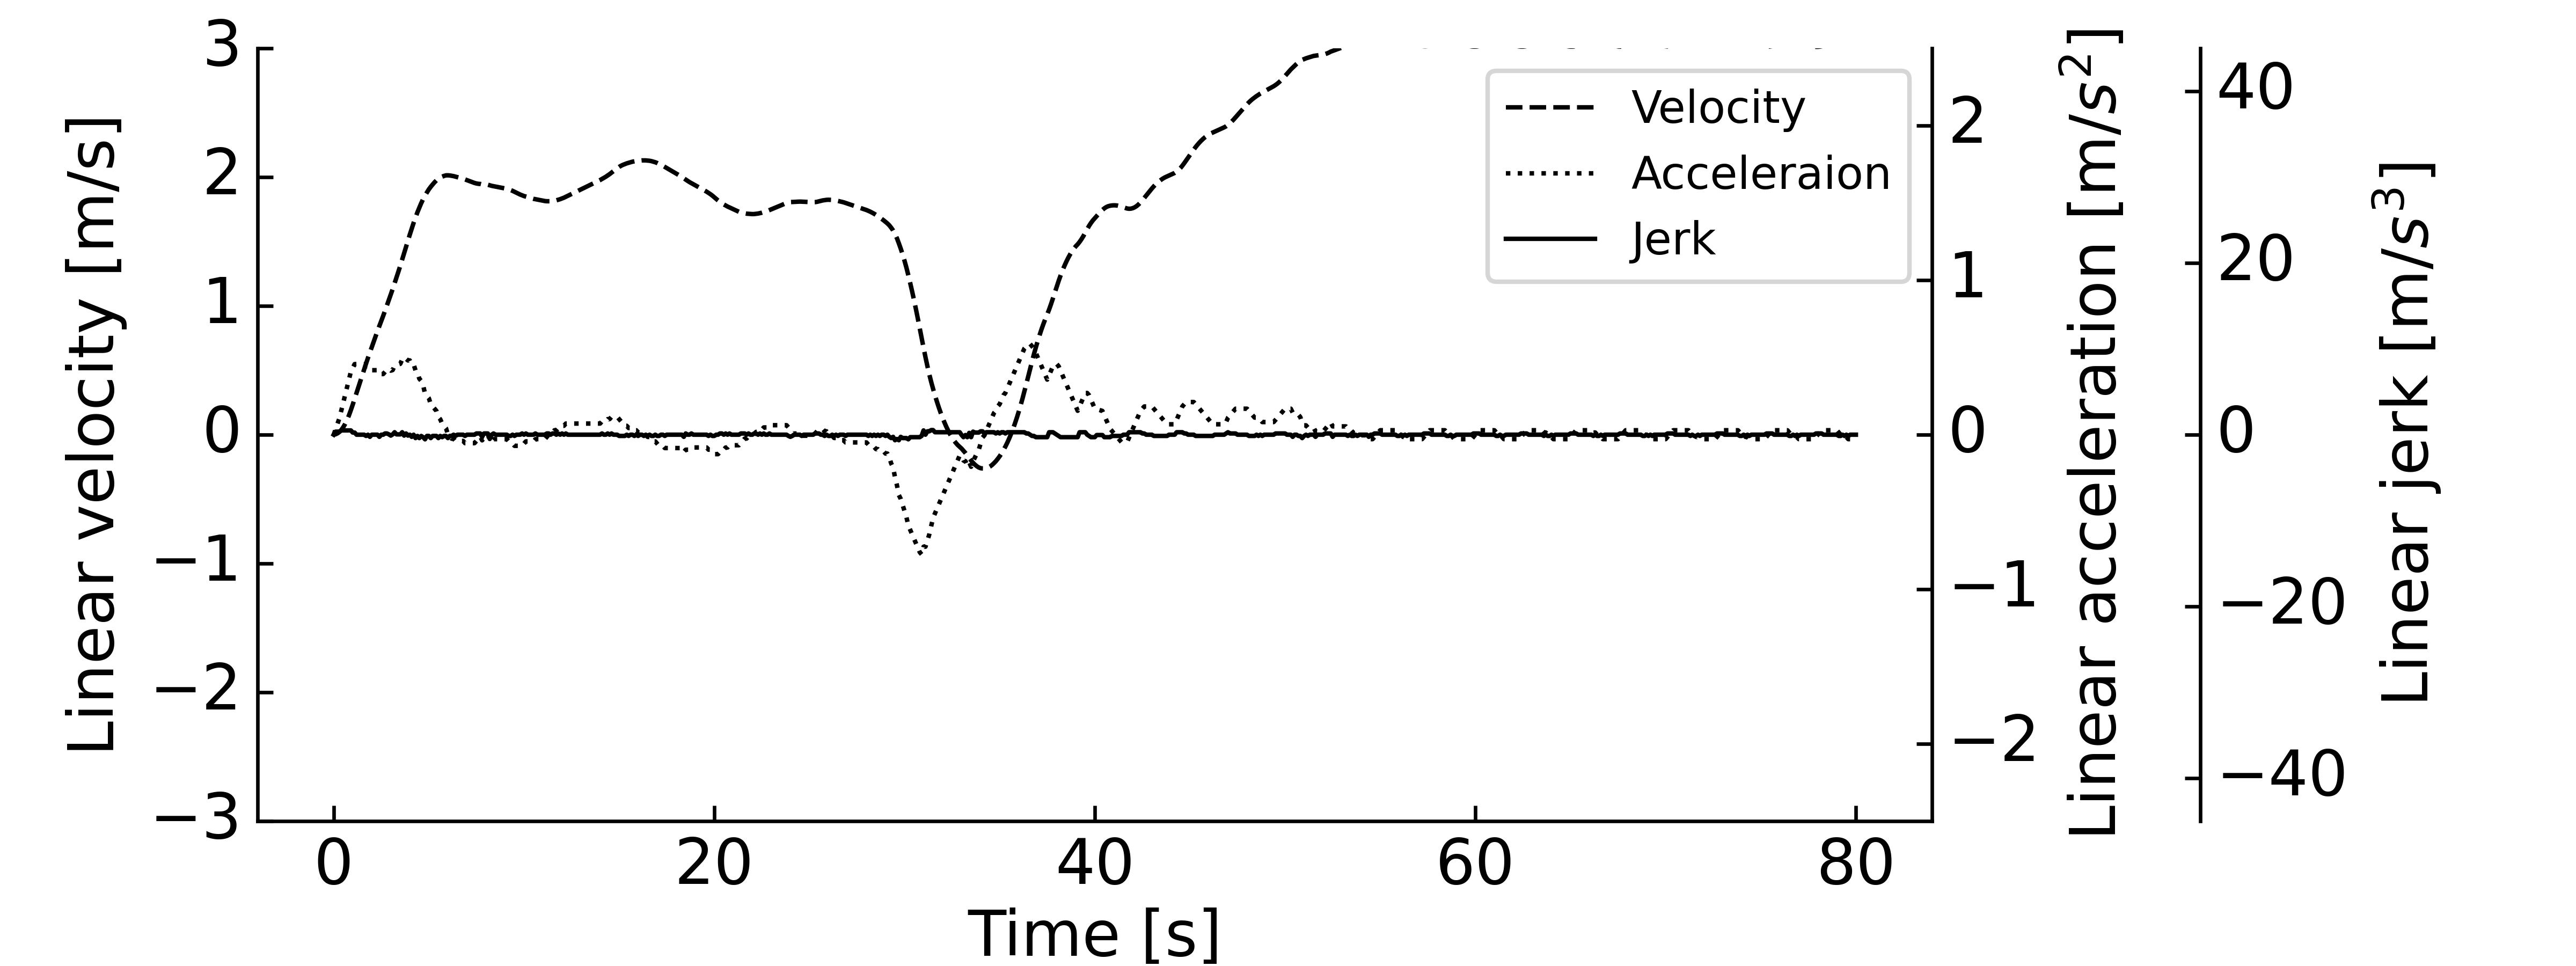 Linear velocity [m/s]
3
2
1
0
−1
−2
−3
0 20 40 60 80
Time [s]
Velocity
Acceleraion
Jerk
2
1
0
−1
−2
Linear acceleration [m/s²]
40
20
0
−20
−40
Linear jerk [m/s³]